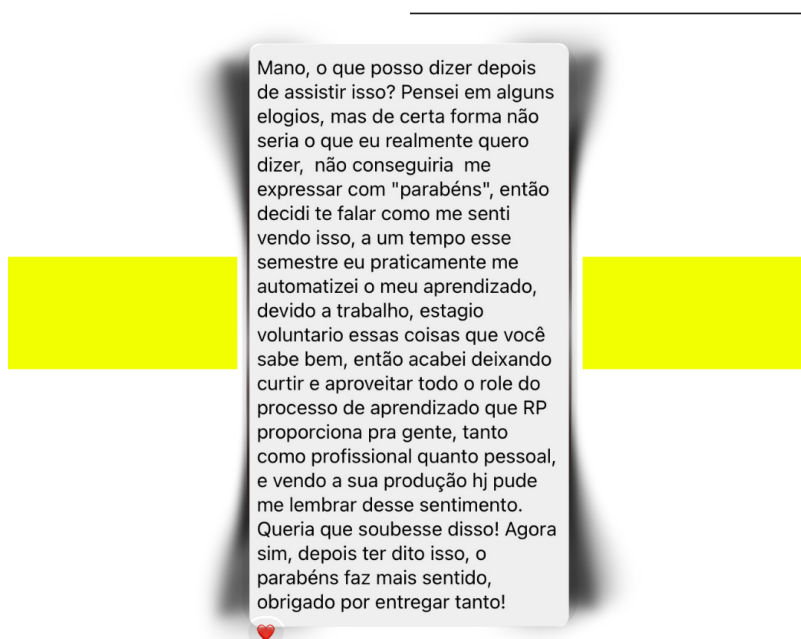 Mano, o que posso dizer depois
de assistir isso? Pensei em alguns
elogios, mas de certa forma não
seria o que eu realmente quero
dizer,  não conseguiria  me
expressar com "parabéns", então
decidi te falar como me senti
vendo isso, a um tempo esse
semestre eu praticamente me
automatizei o meu aprendizado,
devido a trabalho, estagio
voluntario essas coisas que você
sabe bem, então acabei deixando
curtir e aproveitar todo o role do
processo de aprendizado que RP
proporciona pra gente, tanto
como profissional quanto pessoal,
e vendo a sua produção hj pude
me lembrar desse sentimento.
Queria que soubesse disso! Agora
sim, depois ter dito isso, o
parabéns faz mais sentido,
obrigado por entregar tanto!